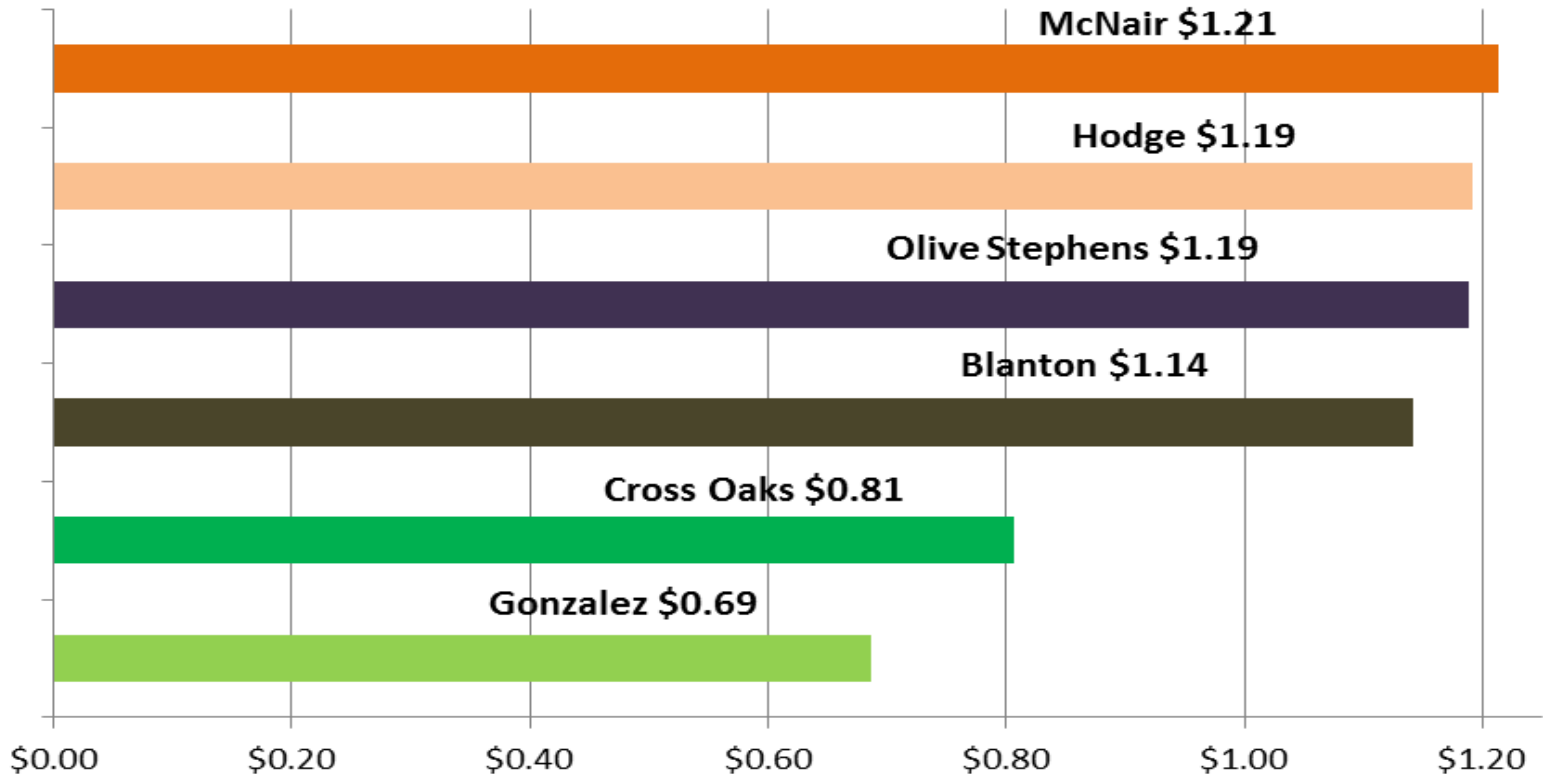 McNair $1.21
Hodge $1.19
Olive Stephens $1.19
Blanton $1.14
Cross Oaks $0.81
Gonzalez $0.69
$0.00 $0.20 $0.40 $0.60 $0.80 $1.00 $1.20